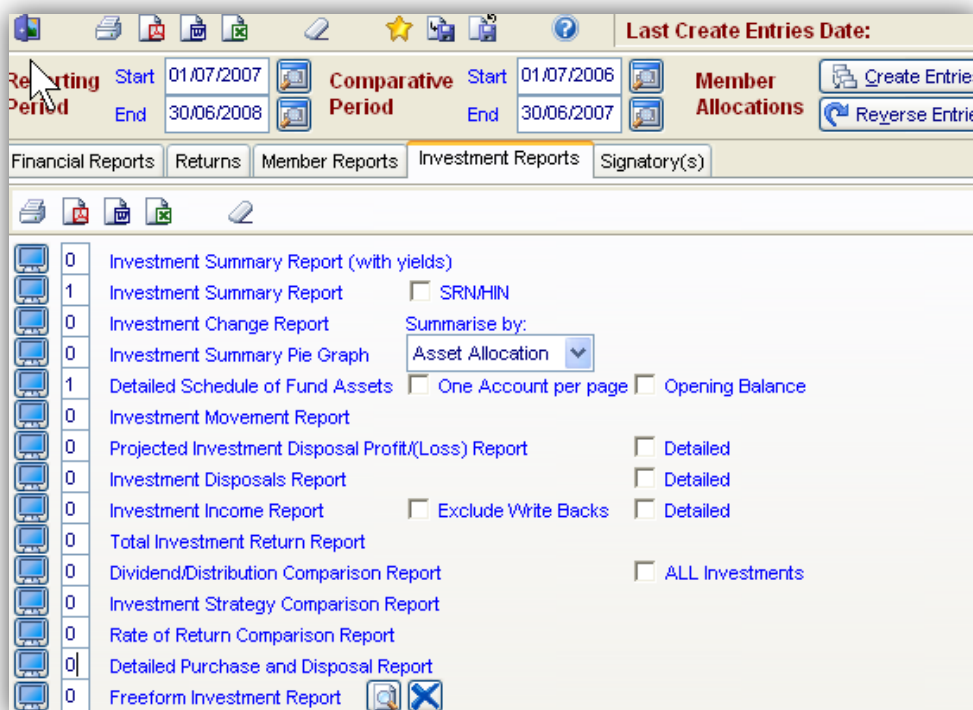 Last Create Entries Date:
Reporting Period Start 01/07/2007 Comparative Period Start 01/07/2006 Member Allocations Create Entries
End 30/06/2008 End 30/06/2007 Reverse Entrie
Financial Reports Returns Member Reports Investment Reports Signatory(s)
0 Investment Summary Report (with yields)
1 Investment Summary Report SRN/HIN
0 Investment Change Report Summarise by:
0 Investment Summary Pie Graph Asset Allocation
1 Detailed Schedule of Fund Assets One Account per page Opening Balance
0 Investment Movement Report
0 Projected Investment Disposal Profit/(Loss) Report Detailed
0 Investment Disposals Report Detailed
0 Investment Income Report Exclude Write Backs Detailed
0 Total Investment Return Report
0 Dividend/Distribution Comparison Report ALL Investments
0 Investment Strategy Comparison Report
0 Rate of Return Comparison Report
0 Detailed Purchase and Disposal Report
0 Freeform Investment Report